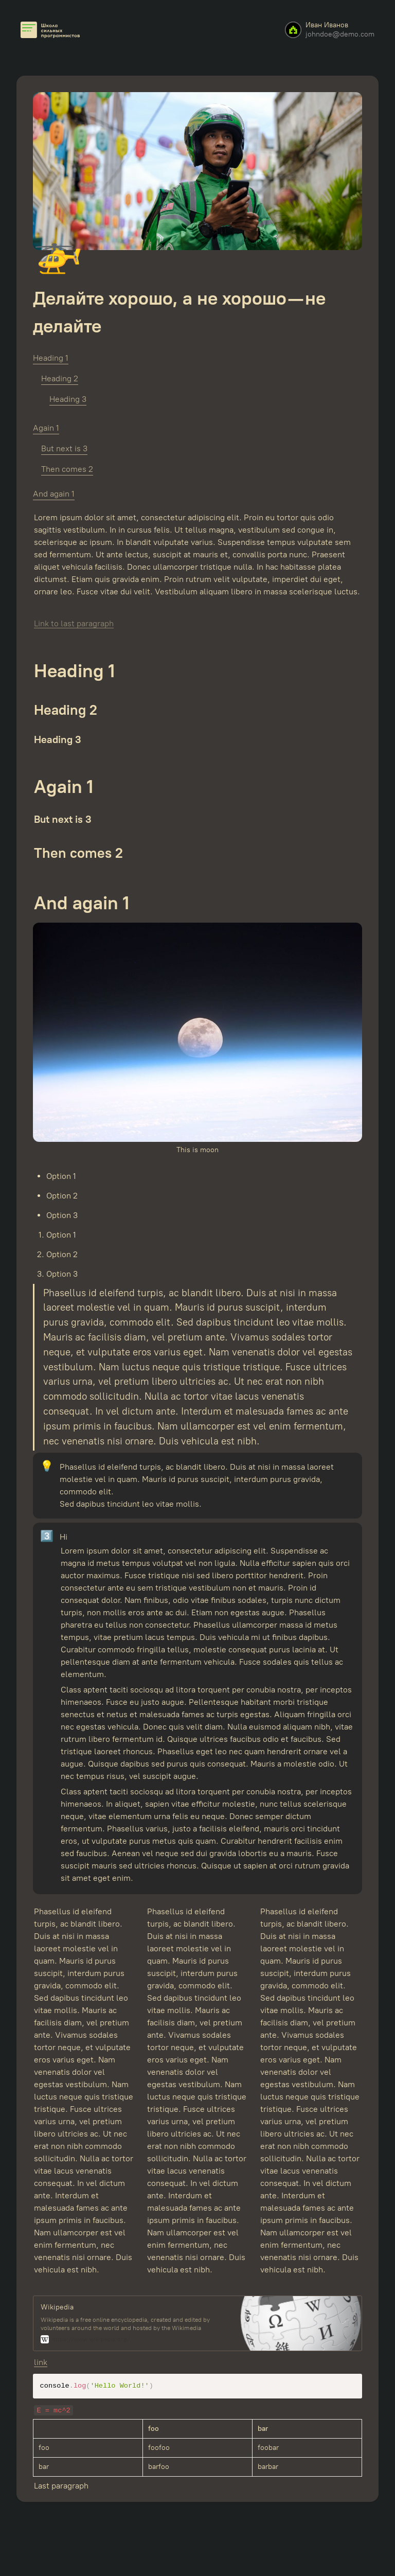 Школа
сильных
программистов
Иван Иванов
johndoe@demo.com
Делайте хорошо, а не хорошо — не
делайте
Heading 1
Heading 2
Heading 3
Again 1
But next is 3
Then comes 2
And again 1
Lorem ipsum dolor sit amet, consectetur adipiscing elit. Proin eu tortor quis odio
sagittis vestibulum. In in cursus felis. Ut tellus magna, vestibulum sed congue in,
scelerisque ac ipsum. In blandit vulputate varius. Suspendisse tempus vulputate sem
sed fermentum. Ut ante lectus, suscipit at mauris et, convallis porta nunc. Praesent
aliquet vehicula facilisis. Donec ullamcorper tristique nulla. In hac habitasse platea
dictumst. Etiam quis gravida enim. Proin rutrum velit vulputate, imperdiet dui eget,
ornare leo. Fusce vitae dui velit. Vestibulum aliquam libero in massa scelerisque luctus.
Link to last paragraph
Heading 1
Heading 2
Heading 3
Again 1
But next is 3
Then comes 2
And again 1
This is moon
• Option 1
• Option 2
• Option 3
1. Option 1
2. Option 2
3. Option 3
Phasellus id eleifend turpis, ac blandit libero. Duis at nisi in massa
laoreet molestie vel in quam. Mauris id purus suscipit, interdum
purus gravida, commodo elit. Sed dapibus tincidunt leo vitae mollis.
Mauris ac facilisis diam, vel pretium ante. Vivamus sodales tortor
neque, et vulputate eros varius eget. Nam venenatis dolor vel egestas
vestibulum. Nam luctus neque quis tristique tristique. Fusce ultrices
varius urna, vel pretium libero ultricies ac. Ut nec erat non nibh
commodo sollicitudin. Nulla ac tortor vitae lacus venenatis
consequat. In vel dictum ante. Interdum et malesuada fames ac ante
ipsum primis in faucibus. Nam ullamcorper est vel enim fermentum,
nec venenatis nisi ornare. Duis vehicula est nibh.
Phasellus id eleifend turpis, ac blandit libero. Duis at nisi in massa laoreet
molestie vel in quam. Mauris id purus suscipit, interdum purus gravida,
commodo elit.
Sed dapibus tincidunt leo vitae mollis.
3 Hi
Lorem ipsum dolor sit amet, consectetur adipiscing elit. Suspendisse ac
magna id metus tempus volutpat vel non ligula. Nulla efficitur sapien quis orci
auctor maximus. Fusce tristique nisi sed libero porttitor hendrerit. Proin
consectetur ante eu sem tristique vestibulum non et mauris. Proin id
consequat dolor. Nam finibus, odio vitae finibus sodales, turpis nunc dictum
turpis, non mollis eros ante ac dui. Etiam non egestas augue. Phasellus
pharetra eu tellus non consectetur. Phasellus ullamcorper massa id metus
tempus, vitae pretium lacus tempus. Duis vehicula mi ut finibus dapibus.
Curabitur commodo fringilla tellus, molestie consequat purus lacinia at. Ut
pellentesque diam at ante fermentum vehicula. Fusce sodales quis tellus ac
elementum.
Class aptent taciti sociosqu ad litora torquent per conubia nostra, per inceptos
himenaeos. Fusce eu justo augue. Pellentesque habitant morbi tristique
senectus et netus et malesuada fames ac turpis egestas. Aliquam fringilla orci
nec egestas vehicula. Donec quis velit diam. Nulla euismod aliquam nibh, vitae
rutrum libero fermentum id. Quisque ultrices faucibus odio et faucibus. Sed
tristique laoreet rhoncus. Phasellus eget leo nec quam hendrerit ornare vel a
augue. Quisque dapibus sed purus quis consequat. Mauris a molestie odio. Ut
nec tempus risus, vel suscipit augue.
Class aptent taciti sociosqu ad litora torquent per conubia nostra, per inceptos
himenaeos. In aliquet, sapien vitae efficitur molestie, nunc tellus scelerisque
neque, vitae elementum urna felis eu neque. Donec semper dictum
fermentum. Phasellus varius, justo a facilisis eleifend, mauris orci tincidunt
eros, ut vulputate purus metus quis quam. Curabitur hendrerit facilisis enim
sed faucibus. Aenean vel neque sed dui gravida lobortis eu a mauris. Fusce
suscipit mauris sed ultricies rhoncus. Quisque ut sapien at orci rutrum gravida
sit amet eget enim.
Phasellus id eleifend
turpis, ac blandit libero.
Duis at nisi in massa
laoreet molestie vel in
quam. Mauris id purus
suscipit, interdum purus
gravida, commodo elit.
Sed dapibus tincidunt leo
vitae mollis. Mauris ac
facilisis diam, vel pretium
ante. Vivamus sodales
tortor neque, et vulputate
eros varius eget. Nam
venenatis dolor vel
egestas vestibulum. Nam
luctus neque quis tristique
tristique. Fusce ultrices
varius urna, vel pretium
libero ultricies ac. Ut nec
erat non nibh commodo
sollicitudin. Nulla ac tortor
vitae lacus venenatis
consequat. In vel dictum
ante. Interdum et
malesuada fames ac ante
ipsum primis in faucibus.
Nam ullamcorper est vel
enim fermentum, nec
venenatis nisi ornare. Duis
vehicula est nibh.
Phasellus id eleifend
turpis, ac blandit libero.
Duis at nisi in massa
laoreet molestie vel in
quam. Mauris id purus
suscipit, interdum purus
gravida, commodo elit.
Sed dapibus tincidunt leo
vitae mollis. Mauris ac
facilisis diam, vel pretium
ante. Vivamus sodales
tortor neque, et vulputate
eros varius eget. Nam
venenatis dolor vel
egestas vestibulum. Nam
luctus neque quis tristique
tristique. Fusce ultrices
varius urna, vel pretium
libero ultricies ac. Ut nec
erat non nibh commodo
sollicitudin. Nulla ac tortor
vitae lacus venenatis
consequat. In vel dictum
ante. Interdum et
malesuada fames ac ante
ipsum primis in faucibus.
Nam ullamcorper est vel
enim fermentum, nec
venenatis nisi ornare. Duis
vehicula est nibh.
Phasellus id eleifend
turpis, ac blandit libero.
Duis at nisi in massa
laoreet molestie vel in
quam. Mauris id purus
suscipit, interdum purus
gravida, commodo elit.
Sed dapibus tincidunt leo
vitae mollis. Mauris ac
facilisis diam, vel pretium
ante. Vivamus sodales
tortor neque, et vulputate
eros varius eget. Nam
venenatis dolor vel
egestas vestibulum. Nam
luctus neque quis tristique
tristique. Fusce ultrices
varius urna, vel pretium
libero ultricies ac. Ut nec
erat non nibh commodo
sollicitudin. Nulla ac tortor
vitae lacus venenatis
consequat. In vel dictum
ante. Interdum et
malesuada fames ac ante
ipsum primis in faucibus.
Nam ullamcorper est vel
enim fermentum, nec
venenatis nisi ornare. Duis
vehicula est nibh.
Wikipedia
Wikipedia is a free online encyclopedia, created and edited by
volunteers around the world and hosted by the Wikimedia
W
Ω W И 維
link
console.log('Hello World!')
E = mc^2
foo bar
foo foofoo foobar
bar barfoo barbar
Last paragraph